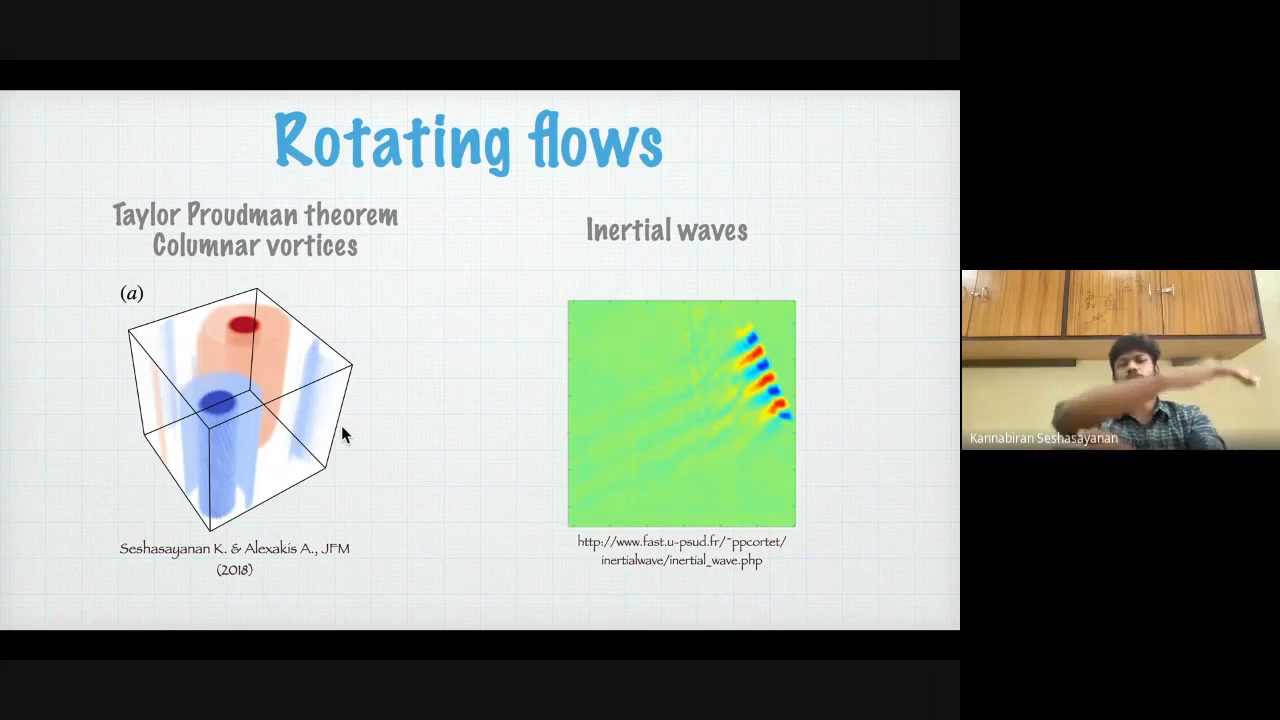 Rotating flows
Taylor Proudman theorem
Columnar vortices
Inertial waves
(a)
Seshasayanan K. & Alexakis A., JFM
(2018)
http://www.fast.u-psud.fr/~ppcortet/
inertialwave/inertial_wave.php
Kannabiran Seshasayanan